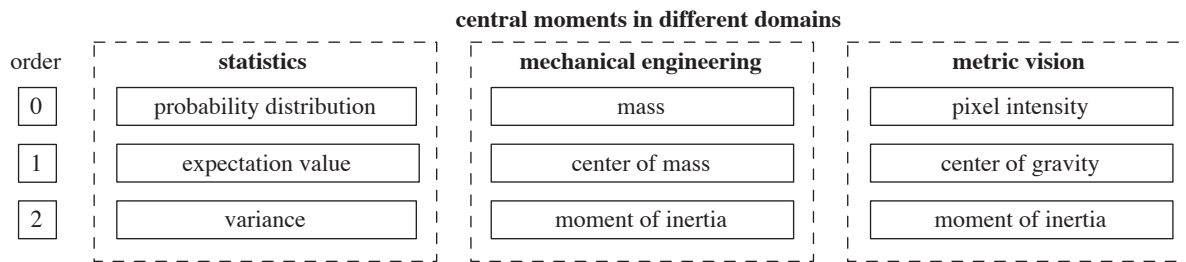 central moments in different domains
order
statistics
mechanical engineering
metric vision
0
probability distribution
mass
pixel intensity
1
expectation value
center of mass
center of gravity
2
variance
moment of inertia
moment of inertia